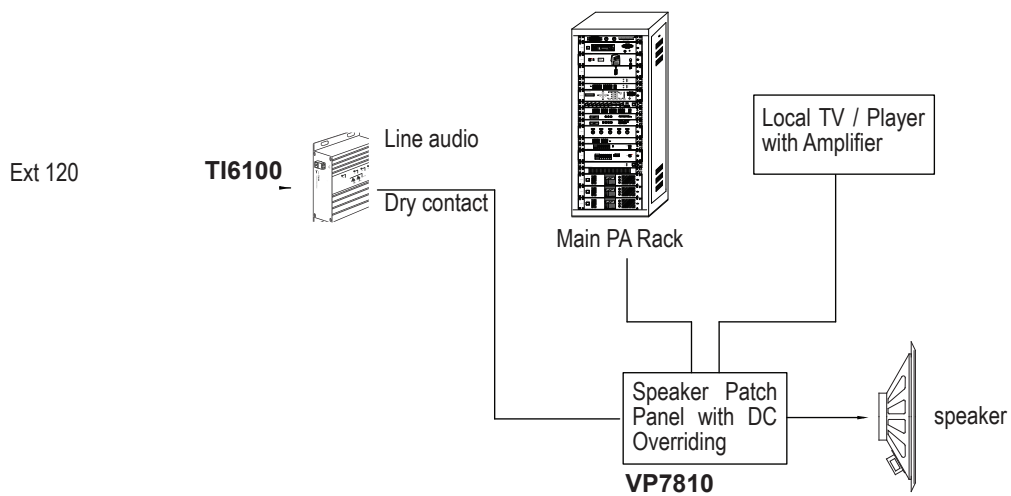 Ext 120
TI6100
Line audio
Dry contact
Main PA Rack
Local TV / Player
with Amplifier
Speaker Patch
Panel with DC
Overriding
VP7810
speaker